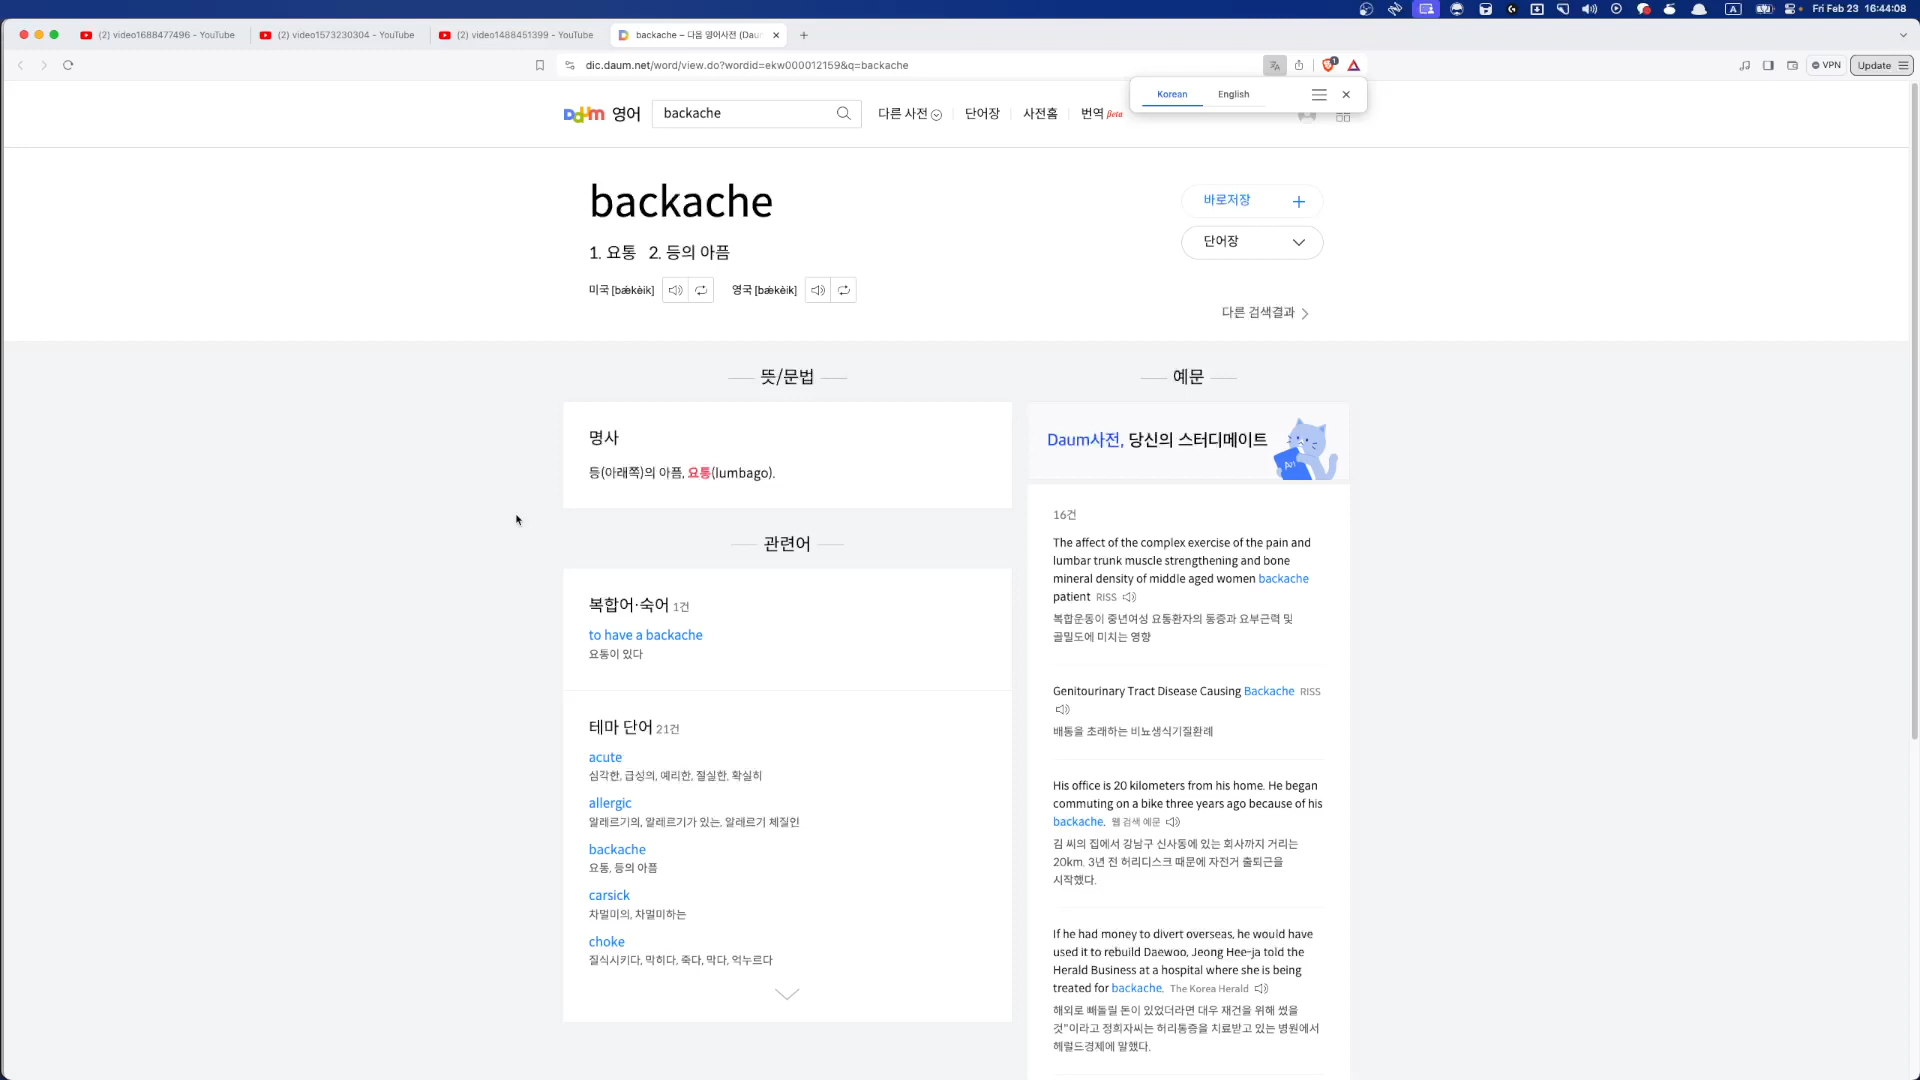 Fri Feb 23 16:44:08
(2) video1688477496 - YouTube
(2) video1573230304 - YouTube
(2) video1488451399 - YouTube
backache – 다음 영어사전 (Dau
dic.daum.net/word/view.do?wordid=ekw000012159&q=backache
VPN
Update
Korean
English
Daum 영어
backache
다른 사전
단어장
사전홈
번역 Beta
backache
바로저장
1. 요통 2. 등의 아픔
단어장
미국 [bǽkèik]
영국 [bǽkèik]
다른 검색결과
뜻/문법
명사
등(아래쪽)의 아픔, 요통(lumbago).
관련어
복합어·숙어 1건
to have a backache
요통이 있다
테마 단어 21건
acute
심각한, 급성의, 예리한, 절실한, 확실히
allergic
알레르기의, 알레르기가 있는, 알레르기 체질인
backache
요통, 등의 아픔
carsick
차멀미의, 차멀미하는
choke
질식시키다, 막히다, 죽다, 막다, 억누르다
예문
Daum사전, 당신의 스터디메이트
16건
The affect of the complex exercise of the pain and
lumbar trunk muscle strengthening and bone
mineral density of middle aged women backache
patient RISS
복합운동이 중년여성 요통환자의 통증과 요부근력 및
골밀도에 미치는 영향
Genitourinary Tract Disease Causing Backache RISS
배통을 초래하는 비뇨생식기질환례
His office is 20 kilometers from his home. He began
commuting on a bike three years ago because of his
backache. 웹 검색 예문
김 씨의 집에서 강남구 신사동에 있는 회사까지 거리는
20km. 3년 전 허리디스크 때문에 자전거 출퇴근을
시작했다.
If he had money to divert overseas, he would have
used it to rebuild Daewoo, Jeong Hee-ja told the
Herald Business at a hospital where she is being
treated for backache. The Korea Herald
해외로 빼돌릴 돈이 있었더라면 대우 재건을 위해 썼을
것"이라고 정희자씨는 허리통증을 치료받고 있는 병원에서
헤럴드경제에 말했다.